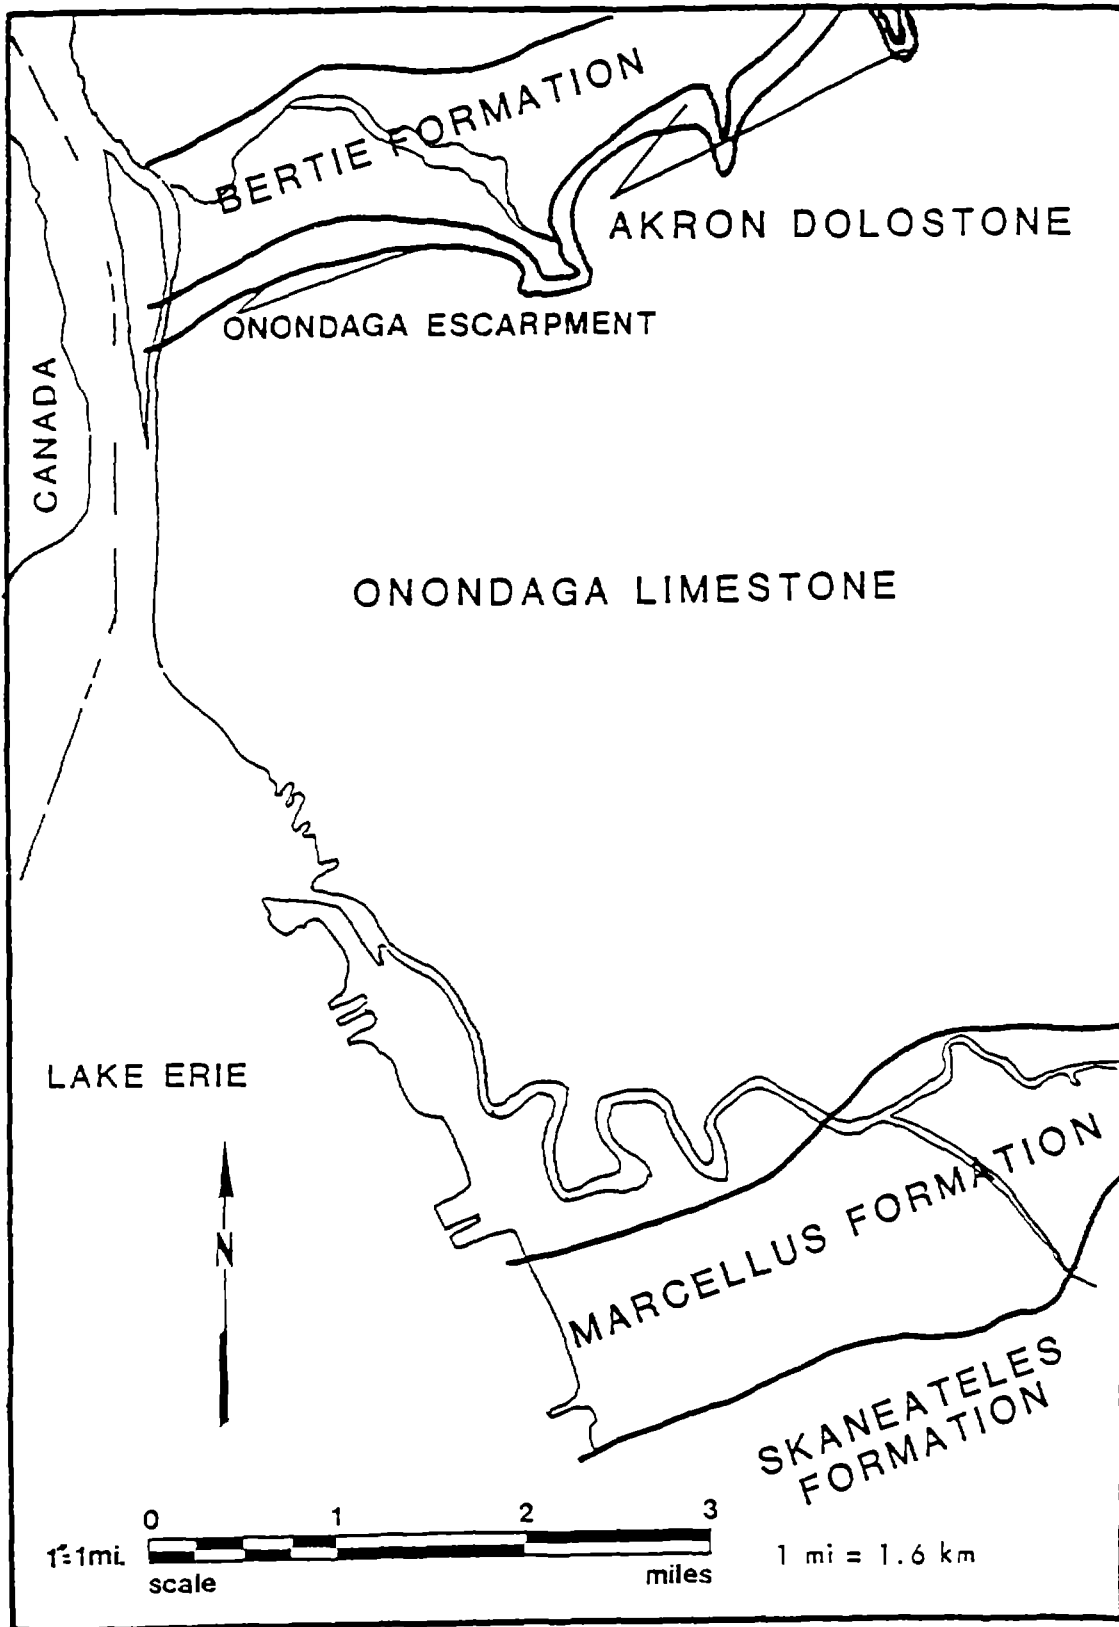 BERTIE FORMATION
AKRON DOLOSTONE
ONONDAGA ESCARPMENT
CANADA
ONONDAGA LIMESTONE
LAKE ERIE
N
MARCELLUS FORMATION
SKANEATELES
FORMATION
0 1 2 3
1"=1mi.
scale miles
1 mi = 1.6 km